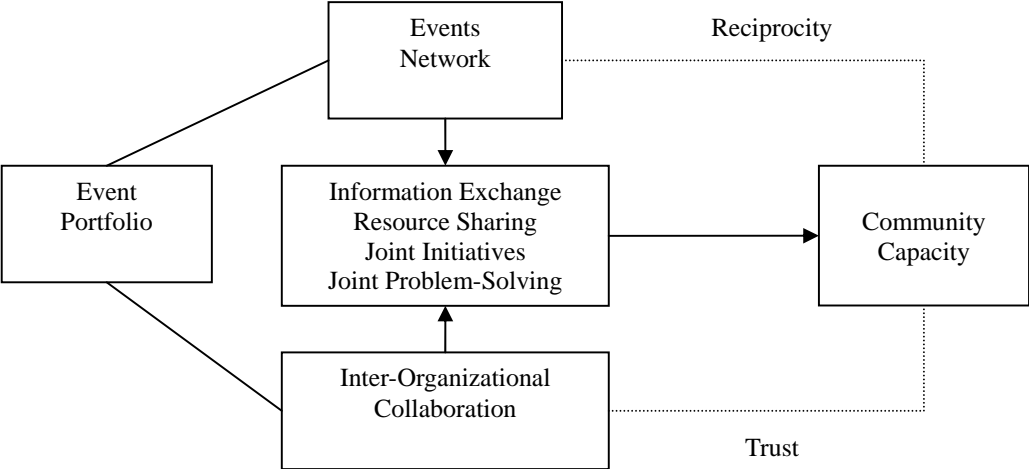 Events
Network
Reciprocity
Event
Portfolio
Information Exchange
Resource Sharing
Joint Initiatives
Joint Problem-Solving
Community
Capacity
Inter-Organizational
Collaboration
Trust